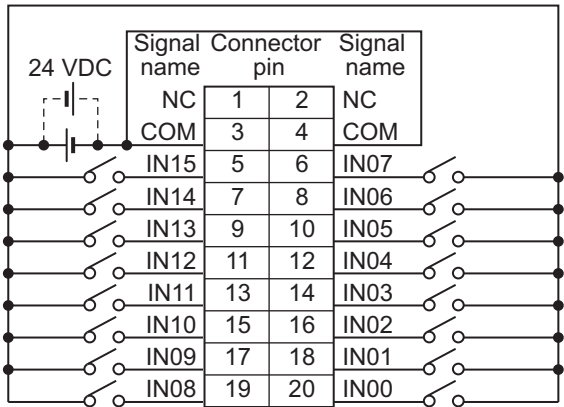 Signal name Connector pin Signal name
24 VDC
NC 1 2 NC
COM 3 4 COM
IN15 5 6 IN07
IN14 7 8 IN06
IN13 9 10 IN05
IN12 11 12 IN04
IN11 13 14 IN03
IN10 15 16 IN02
IN09 17 18 IN01
IN08 19 20 IN00